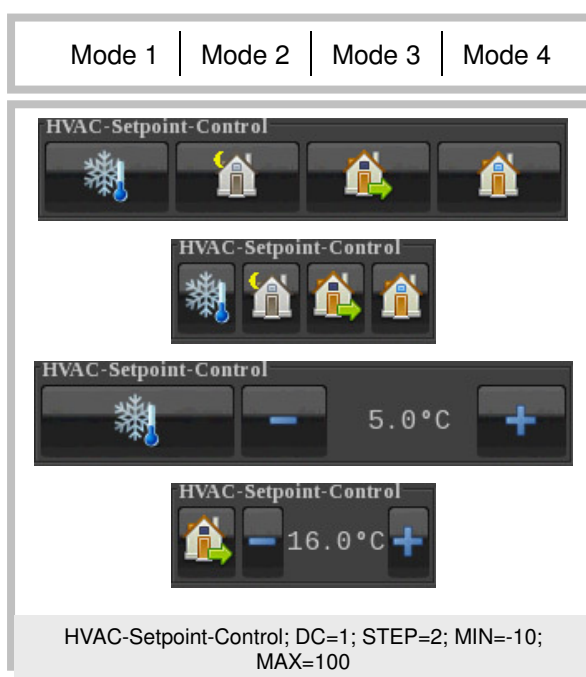 Mode 1 Mode 2 Mode 3 Mode 4
HVAC-Setpoint-Control
HVAC-Setpoint-Control
HVAC-Setpoint-Control
5.0°C
HVAC-Setpoint-Control
16.0°C
HVAC-Setpoint-Control; DC=1; STEP=2; MIN=-10;
MAX=100